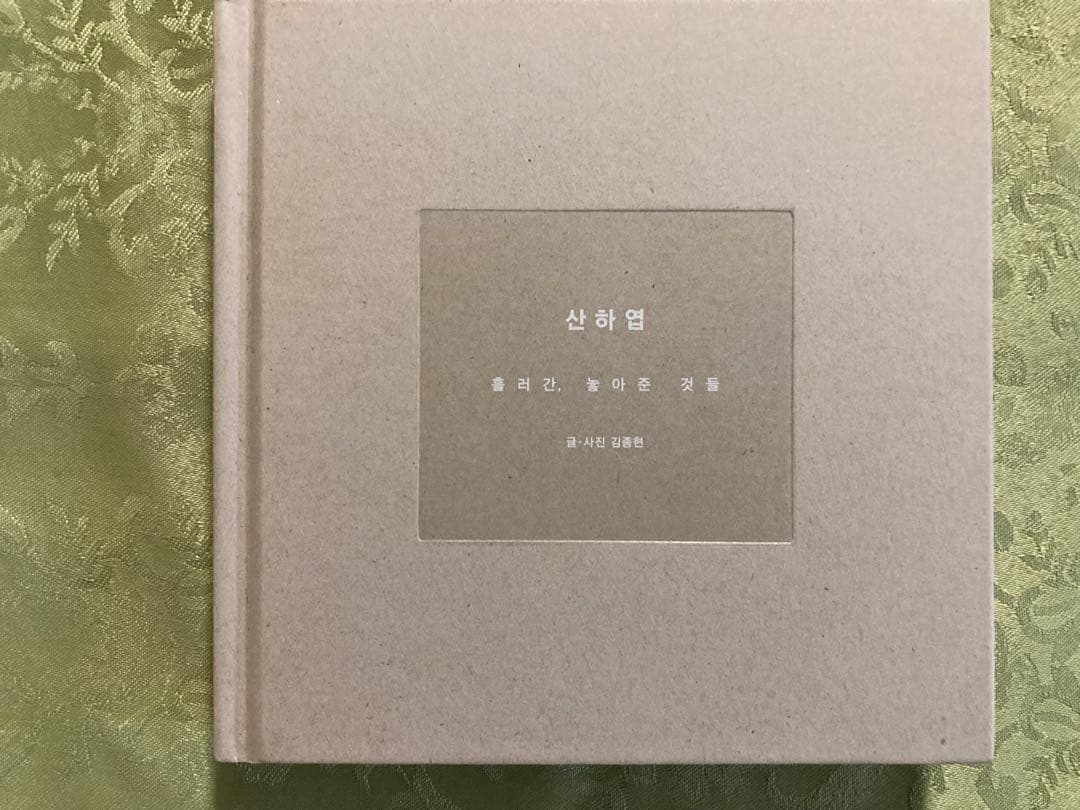 산하엽
흘러간, 놓아준 것들
글·사진 김종현